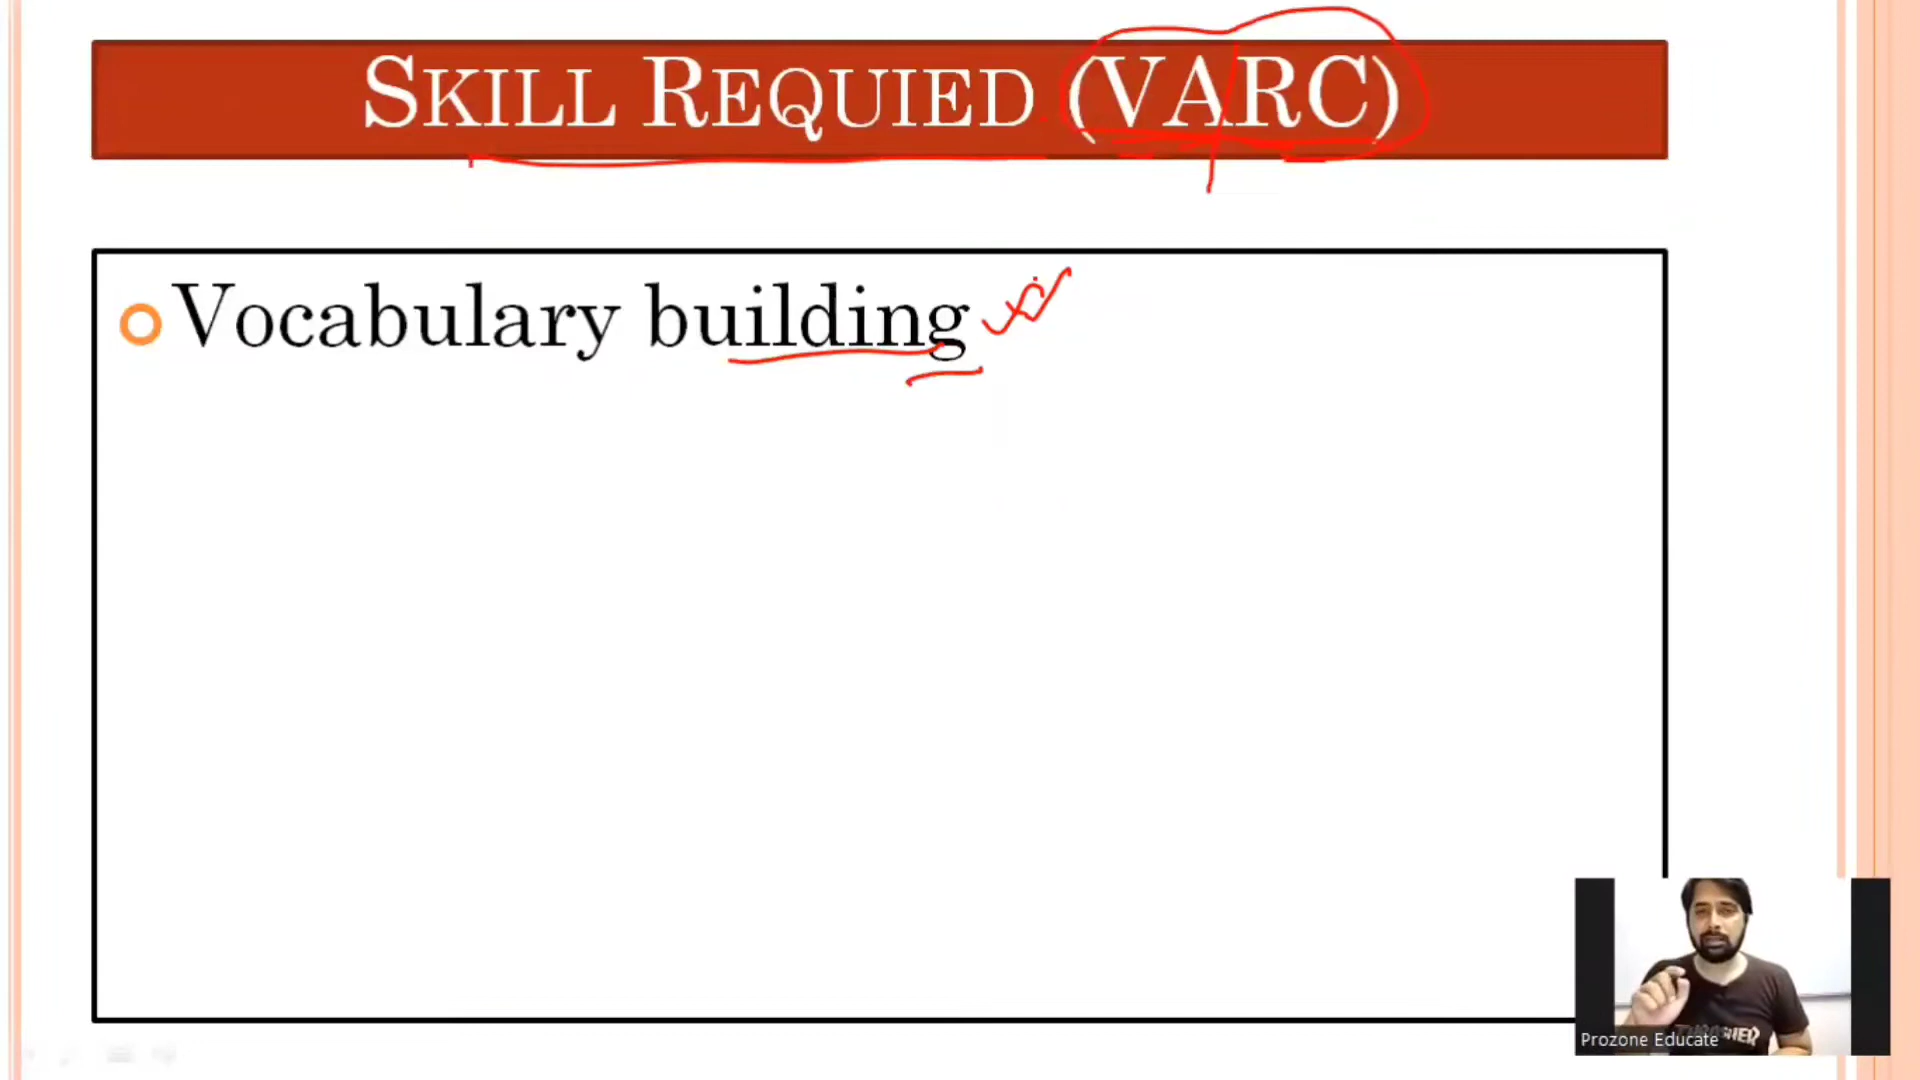 SKILL REQUIED (VARC)
Vocabulary building
Prozone Educate